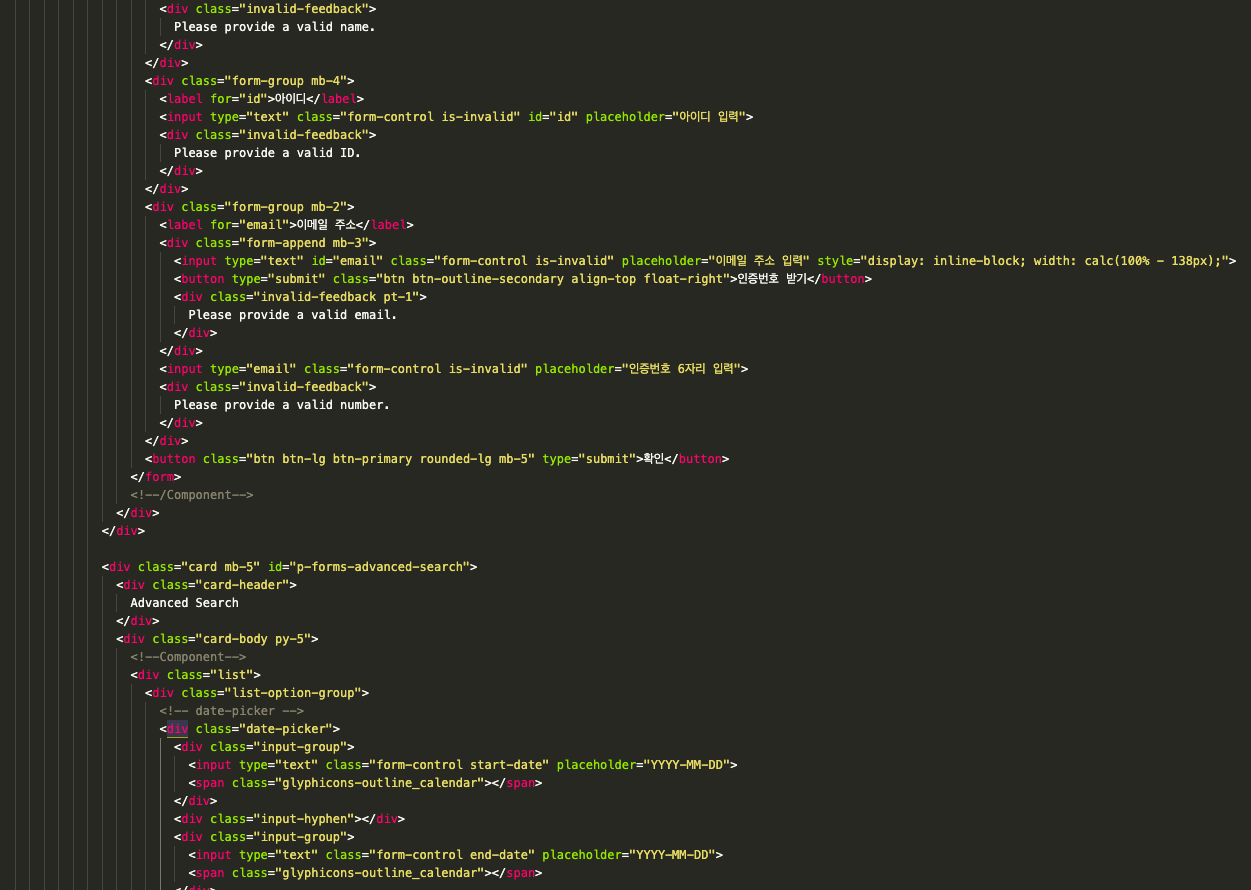 <div class="invalid-feedback">
Please provide a valid name.
</div>
</div>
<div class="form-group mb-4">
<label for="id">아이디</label>
<input type="text" class="form-control is-invalid" id="id" placeholder="아이디 입력">
<div class="invalid-feedback">
Please provide a valid ID.
</div>
</div>
<div class="form-group mb-2">
<label for="email">이메일 주소</label>
<div class="form-append mb-3">
<input type="text" id="email" class="form-control is-invalid" placeholder="이메일 주소 입력" style="display: inline-block; width: calc(100% - 138px);">
<button type="submit" class="btn btn-outline-secondary align-top float-right">인증번호 받기</button>
<div class="invalid-feedback pt-1">
Please provide a valid email.
</div>
</div>
<input type="email" class="form-control is-invalid" placeholder="인증번호 6자리 입력">
<div class="invalid-feedback">
Please provide a valid number.
</div>
</div>
<button class="btn btn-lg btn-primary rounded-lg mb-5" type="submit">확인</button>
</form>
<!--/Component-->
</div>
</div>
<div class="card mb-5" id="p-forms-advanced-search">
<div class="card-header">
Advanced Search
</div>
<div class="card-body py-5">
<!--Component-->
<div class="list">
<div class="list-option-group">
<!-- date-picker -->
<div class="date-picker">
<div class="input-group">
<input type="text" class="form-control start-date" placeholder="YYYY-MM-DD">
<span class="glyphicons-outline_calendar"></span>
</div>
<div class="input-hyphen"></div>
<div class="input-group">
<input type="text" class="form-control end-date" placeholder="YYYY-MM-DD">
<span class="glyphicons-outline_calendar"></span>
</div>